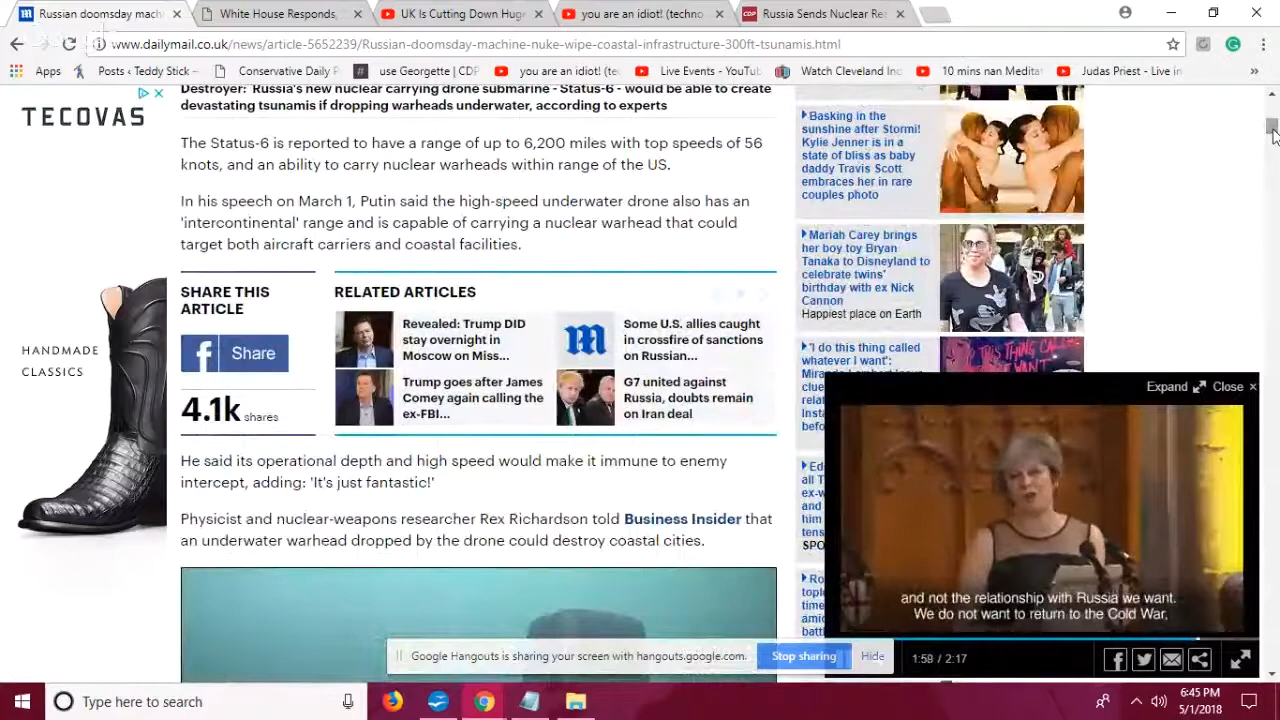 Russian doomsday mach
White House Responds,
UK Is Cutting Down Hug
you are an idiot! (techno
Russia Sends Nuclear Re
www.dailymail.co.uk/news/article-5652239/Russian-doomsday-machine-nuke-wipe-coastal-infrastructure-300ft-tsunamis.html
Apps
Posts ‹ Teddy Stick —
Conservative Daily P
use Georgette | CDP
you are an idiot! (tec
Live Events - YouTu
Watch Cleveland Inc
10 mins nan Meditat
Judas Priest - Live in
»
TECOVAS
HANDMADE
CLASSICS
Destroyer: Russia's new nuclear carrying drone submarine - Status-6 - would be able to create
devastating tsunamis if dropping warheads underwater, according to experts
The Status-6 is reported to have a range of up to 6,200 miles with top speeds of 56
knots, and an ability to carry nuclear warheads within range of the US.
In his speech on March 1, Putin said the high-speed underwater drone also has an
'intercontinental' range and is capable of carrying a nuclear warhead that could
target both aircraft carriers and coastal facilities.
SHARE THIS
ARTICLE
Share
4.1k shares
RELATED ARTICLES
Revealed: Trump DID
stay overnight in
Moscow on Miss...
Some U.S. allies caught
in crossfire of sanctions
on Russian...
Trump goes after James
Comey again calling the
ex-FBI...
G7 united against
Russia, doubts remain
on Iran deal
He said its operational depth and high speed would make it immune to enemy
intercept, adding: 'It's just fantastic!'
Physicist and nuclear-weapons researcher Rex Richardson told Business Insider that
an underwater warhead dropped by the drone could destroy coastal cities.
Basking in the
sunshine after Stormi!
Kylie Jenner is in a
state of bliss as baby
daddy Travis Scott
embraces her in rare
couples photo
Mariah Carey brings
her boy toy Bryan
Tanaka to Disneyland to
celebrate twins'
birthday with ex Nick
Cannon
Happiest place on Earth
'I do this thing called
whatever I want':
THIS THING CALLE
Expand
Close ×
and not the relationship with Russia we want.
We do not want to return to the Cold War,
1:58 / 2:17
Google Hangouts is sharing your screen with hangouts.google.com.
Stop sharing
Hide
Type here to search
6:45 PM
5/1/2018